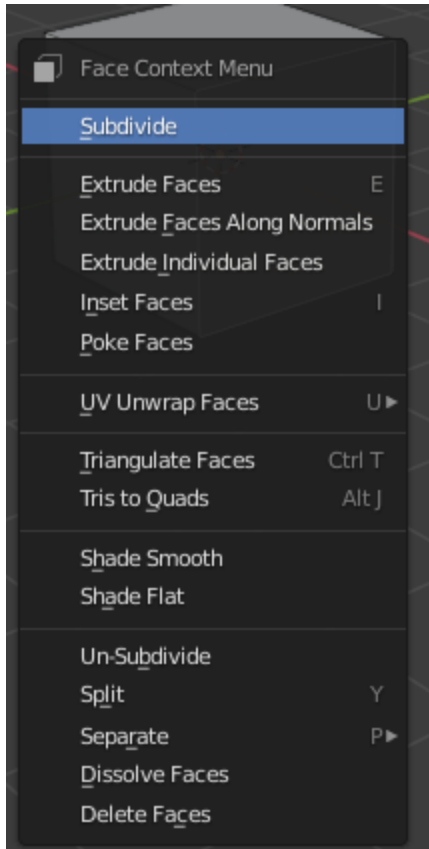 Face Context Menu
Subdivide
Extrude Faces E
Extrude Faces Along Normals
Extrude Individual Faces
Inset Faces I
Poke Faces
UV Unwrap Faces U
Triangulate Faces Ctrl T
Tris to Quads Alt J
Shade Smooth
Shade Flat
Un-Subdivide
Split Y
Separate P
Dissolve Faces
Delete Faces